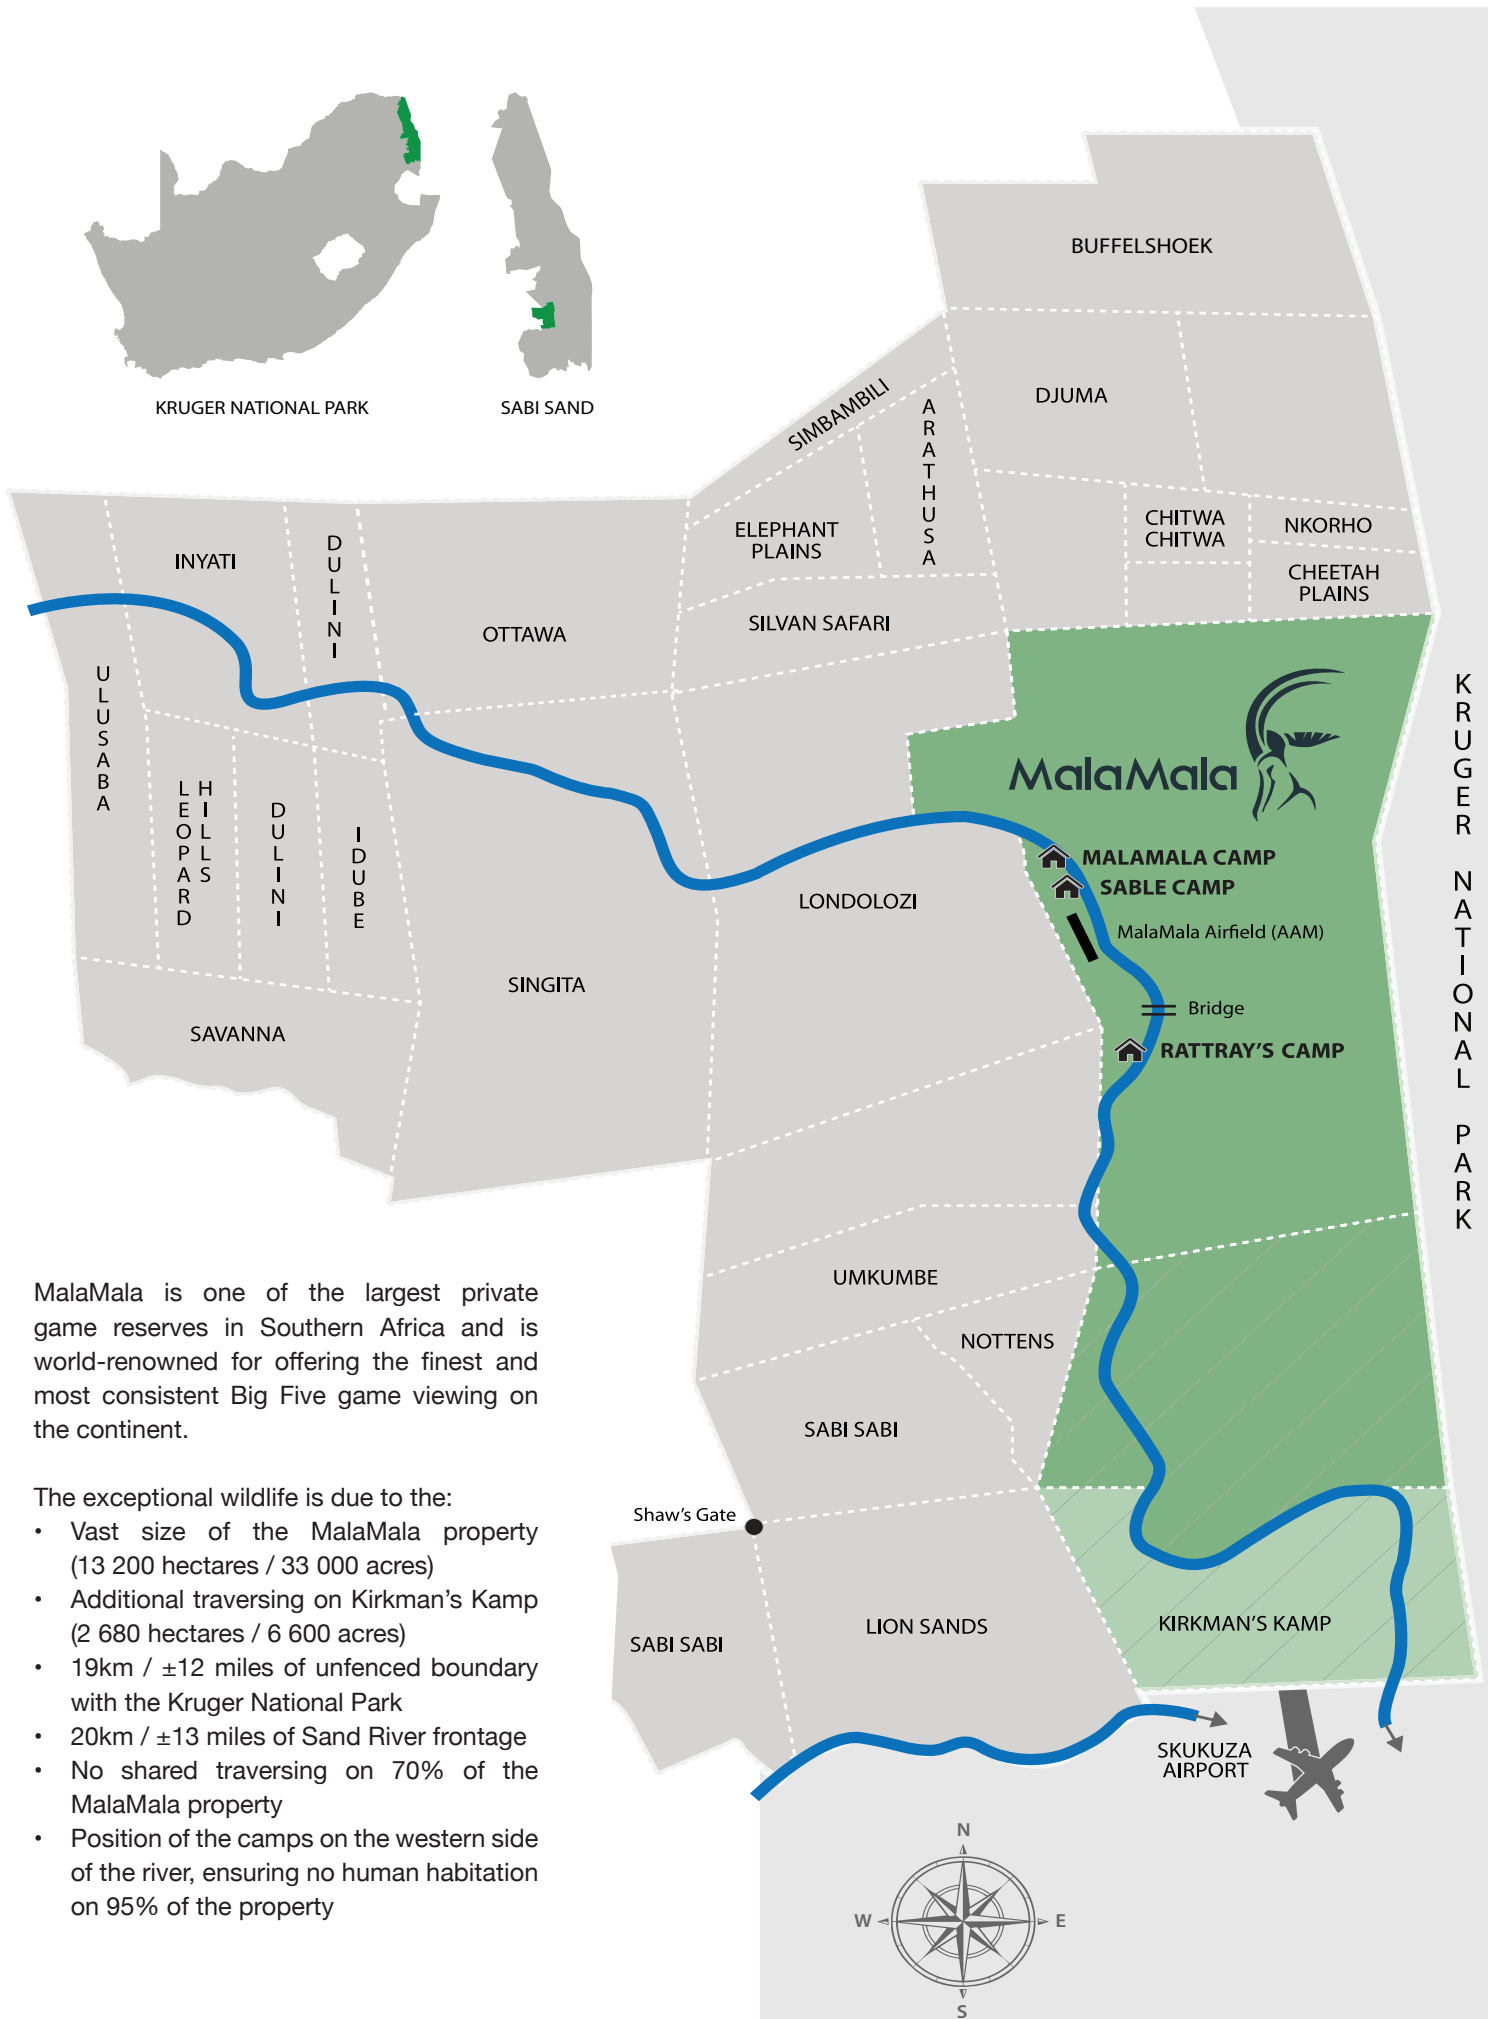 KRUGER NATIONAL PARK
SABI SAND
BUFFELSHOEK
DJUMA
SIMBAMBILI
ARATHUSA
ELEPHANT
PLAINS
CHITWA
CHITWA
NKORHO
CHEETAH
PLAINS
INYATI
DULINI
OTTAWA
SILVAN SAFARI
ULUSABA
LEOPARD
HILLS
DULINI
IDUBE
MalaMala
KRUGER NATIONAL PARK
MALAMALA CAMP
SABLE CAMP
LONDOLOZI
MalaMala Airfield (AAM)
SINGITA
Bridge
SAVANNA
RATTRAY'S CAMP
UMKUMBE
NOTTENS
SABI SABI
Shaw's Gate
LION SANDS
KIRKMAN'S KAMP
SABI SABI
SKUKUZA
AIRPORT
MalaMala is one of the largest private
game reserves in Southern Africa and is
world-renowned for offering the finest and
most consistent Big Five game viewing on
the continent.
The exceptional wildlife is due to the:
• Vast size of the MalaMala property
(13 200 hectares / 33 000 acres)
• Additional traversing on Kirkman's Kamp
(2 680 hectares / 6 600 acres)
• 19km / ±12 miles of unfenced boundary
with the Kruger National Park
• 20km / ±13 miles of Sand River frontage
• No shared traversing on 70% of the
MalaMala property
• Position of the camps on the western side
of the river, ensuring no human habitation
on 95% of the property
N
W
E
S